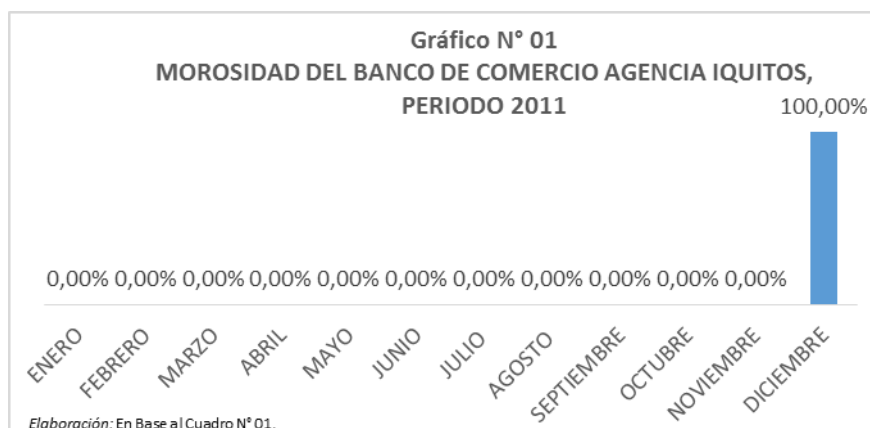 Gráfico N° 01
MOROSIDAD DEL BANCO DE COMERCIO AGENCIA IQUITOS,
PERIODO 2011
100,00%
0,00% 0,00% 0,00% 0,00% 0,00% 0,00% 0,00% 0,00% 0,00% 0,00% 0,00%
ENERO
FEBRERO
MARZO
ABRIL
MAYO
JUNIO
JULIO
AGOSTO
SEPTIEMBRE
OCTUBRE
NOVIEMBRE
DICIEMBRE
Elaboración: En Base al Cuadro N° 01.